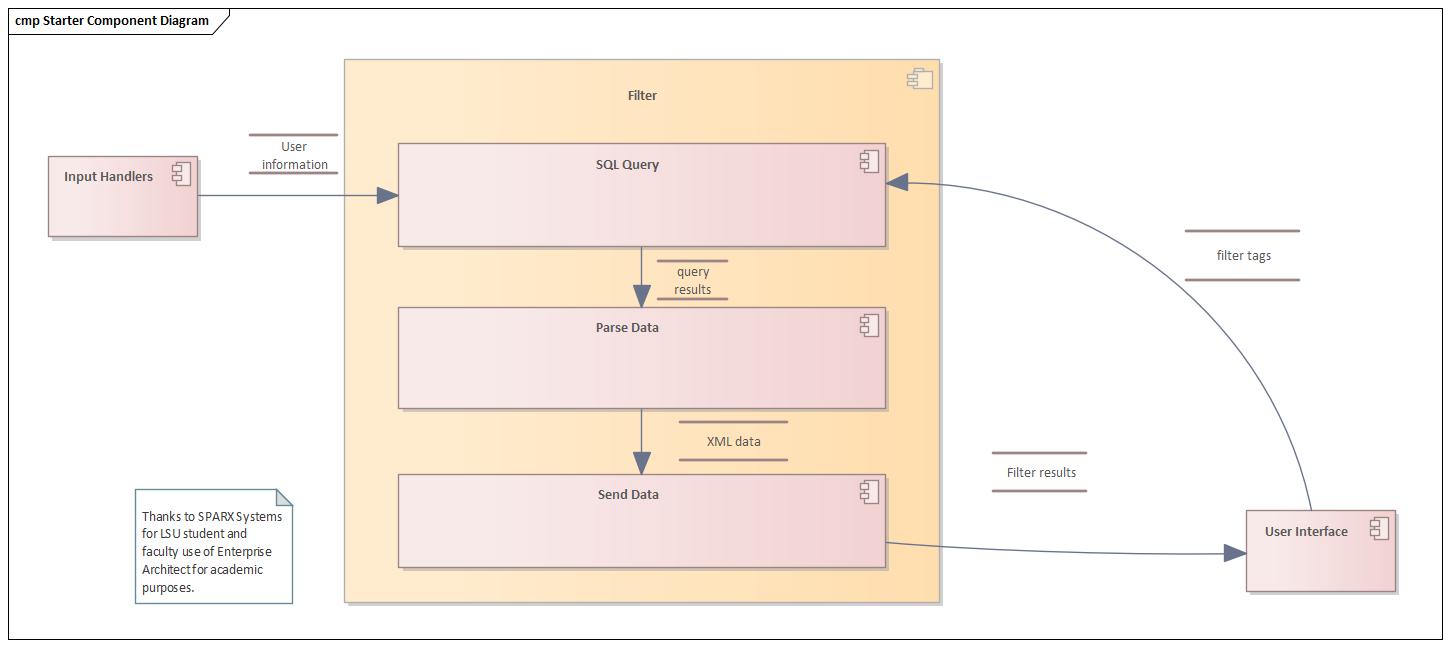 cmp Starter Component Diagram
Filter
User
information
Input Handlers
SQL Query
query
results
filter tags
Parse Data
XML data
Filter results
Send Data
User Interface
Thanks to SPARX Systems
for LSU student and
faculty use of Enterprise
Architect for academic
purposes.